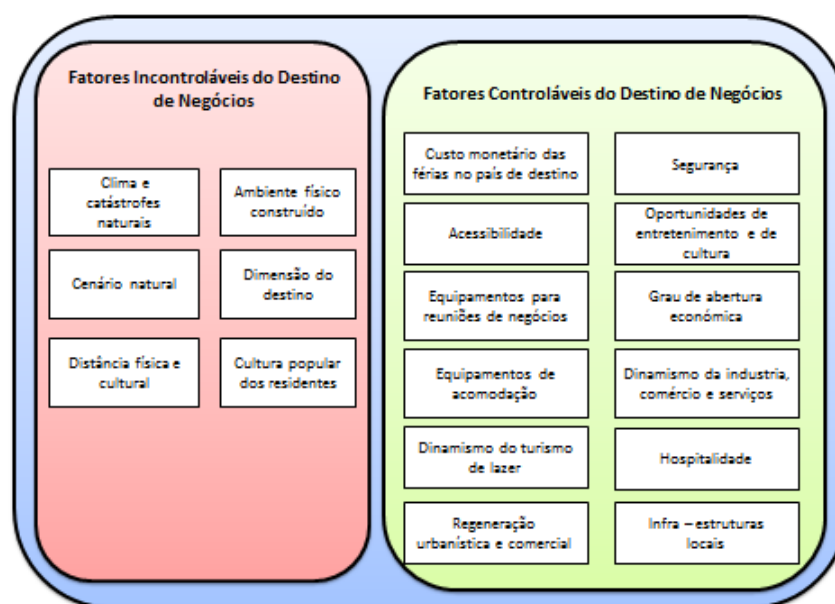 Fatores Incontroláveis do Destino
de Negócios
Clima e
catástrofes
naturais
Ambiente físico
construído
Cenário natural
Dimensão do
destino
Distância física e
cultural
Cultura popular
dos residentes
Fatores Controláveis do Destino de Negócios
Custo monetário das
férias no país de destino
Segurança
Acessibilidade
Oportunidades de
entretenimento e de
cultura
Equipamentos para
reuniões de negócios
Grau de abertura
económica
Equipamentos de
acomodação
Dinamismo da industria,
comércio e serviços
Dinamismo do turismo
de lazer
Hospitalidade
Regeneração
urbanística e comercial
Infra – estruturas
locais